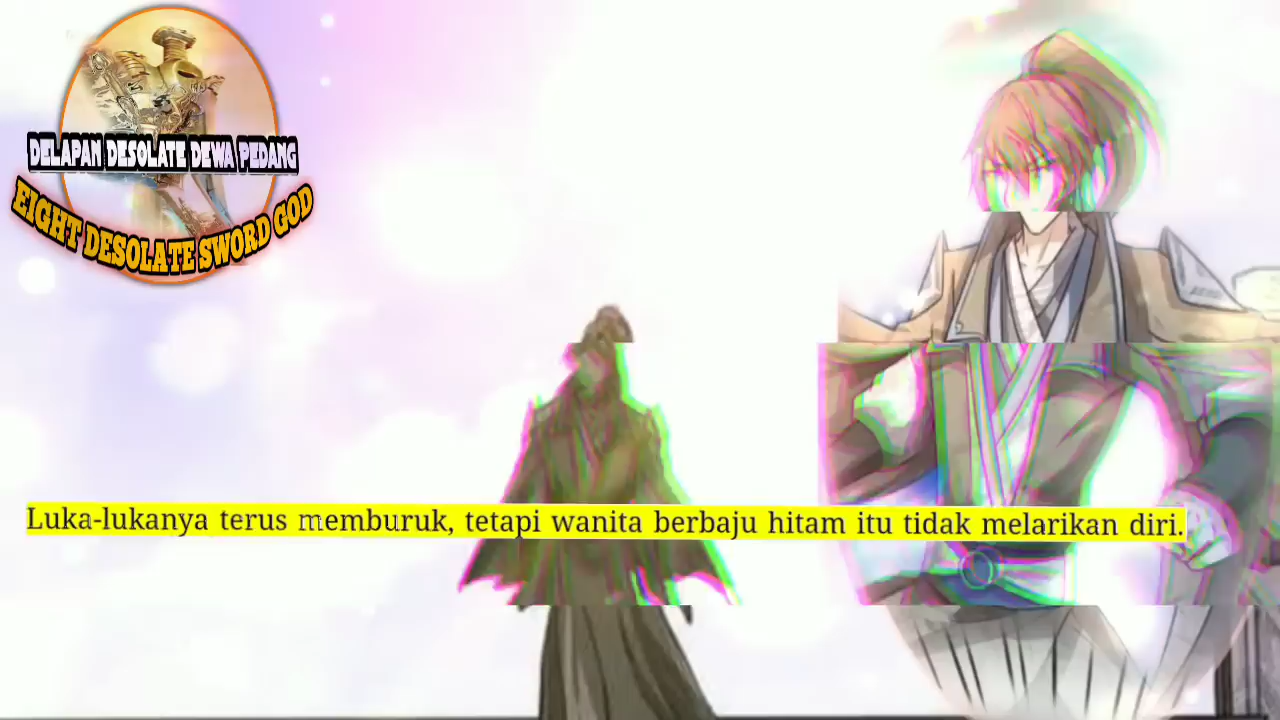 DELAPAN DESOLATE DEWA PEDANG
EIGHT DESOLATE SWORD GOD
Luka-lukanya terus memburuk, tetapi wanita berbaju hitam itu tidak melarikan diri.